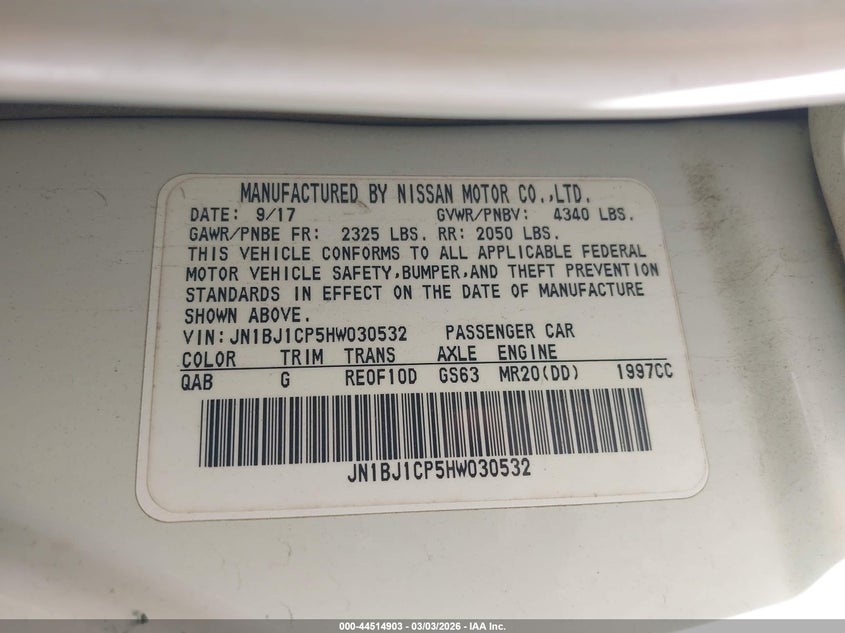 MANUFACTURED BY NISSAN MOTOR CO.,LTD.
DATE: 9/17 GVWR/PNBV: 4340 LBS.
GAWR/PNBE FR: 2325 LBS. RR: 2050 LBS.
THIS VEHICLE CONFORMS TO ALL APPLICABLE FEDERAL
MOTOR VEHICLE SAFETY,BUMPER,AND THEFT PREVENTION
STANDARDS IN EFFECT ON THE DATE OF MANUFACTURE
SHOWN ABOVE.
VIN:JN1BJ1CP5HW030532 PASSENGER CAR
COLOR TRIM TRANS AXLE ENGINE
QAB G RE0F10D GS63 MR20(DD) 1997CC
JN1BJ1CP5HW030532
000-44514903 - 03/03/2026 - IAA Inc.